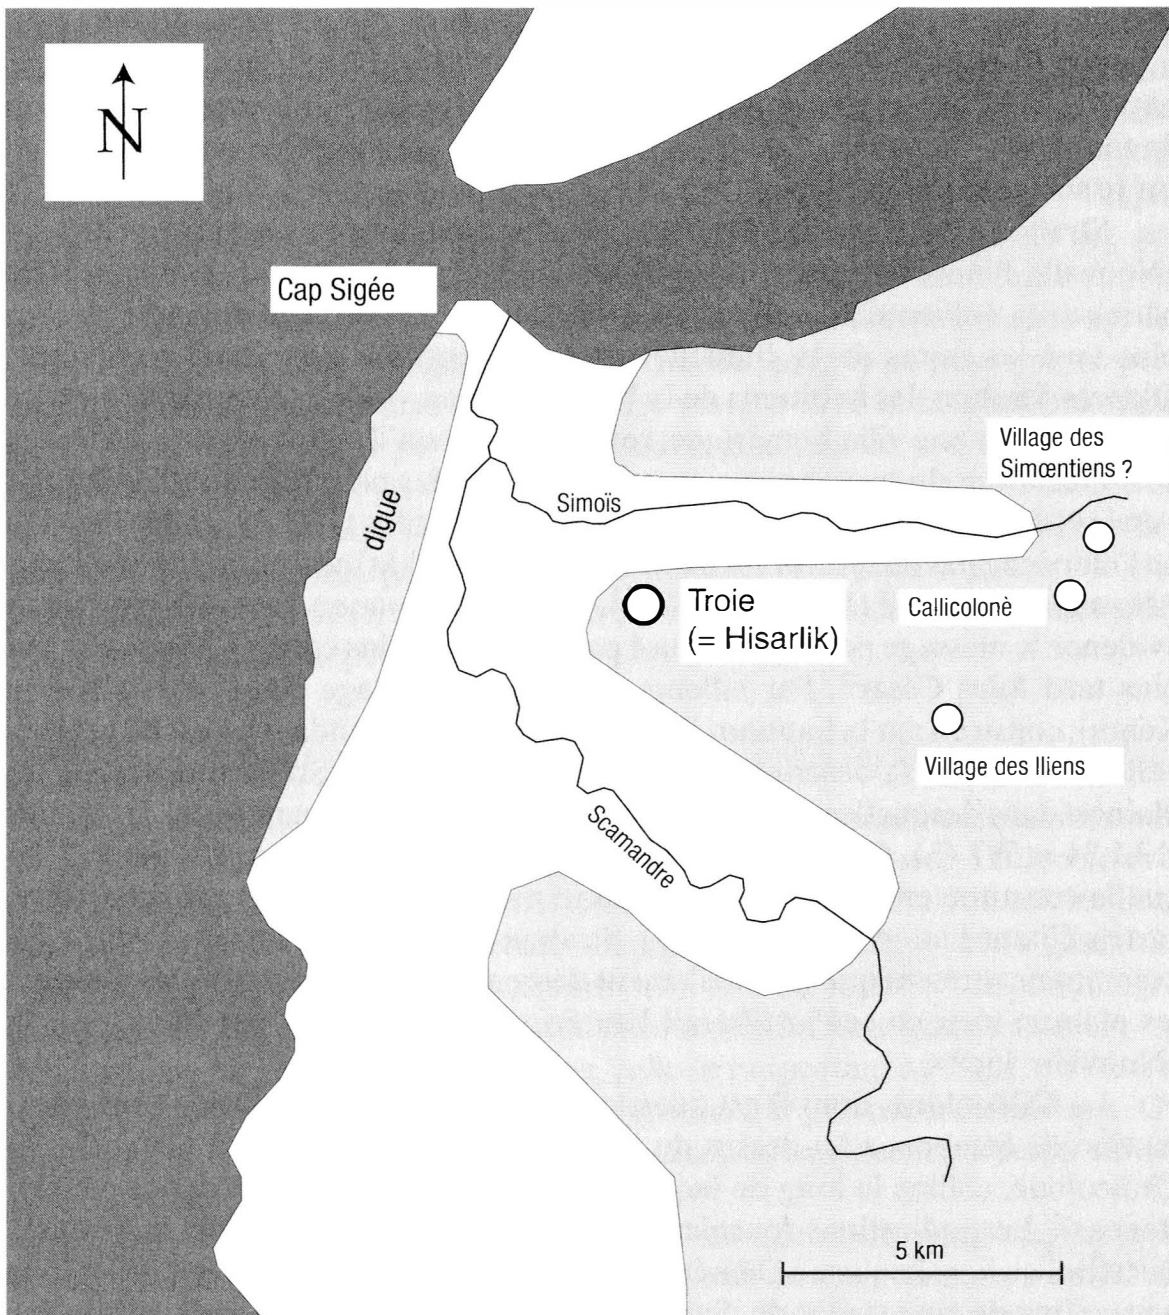 N
Cap Sigée
Village des
Simœntiens ?
digue
Simoïs
Troie
(= Hisarlik)
Callicolonè
Village des Iliens
Scamandre
5 km